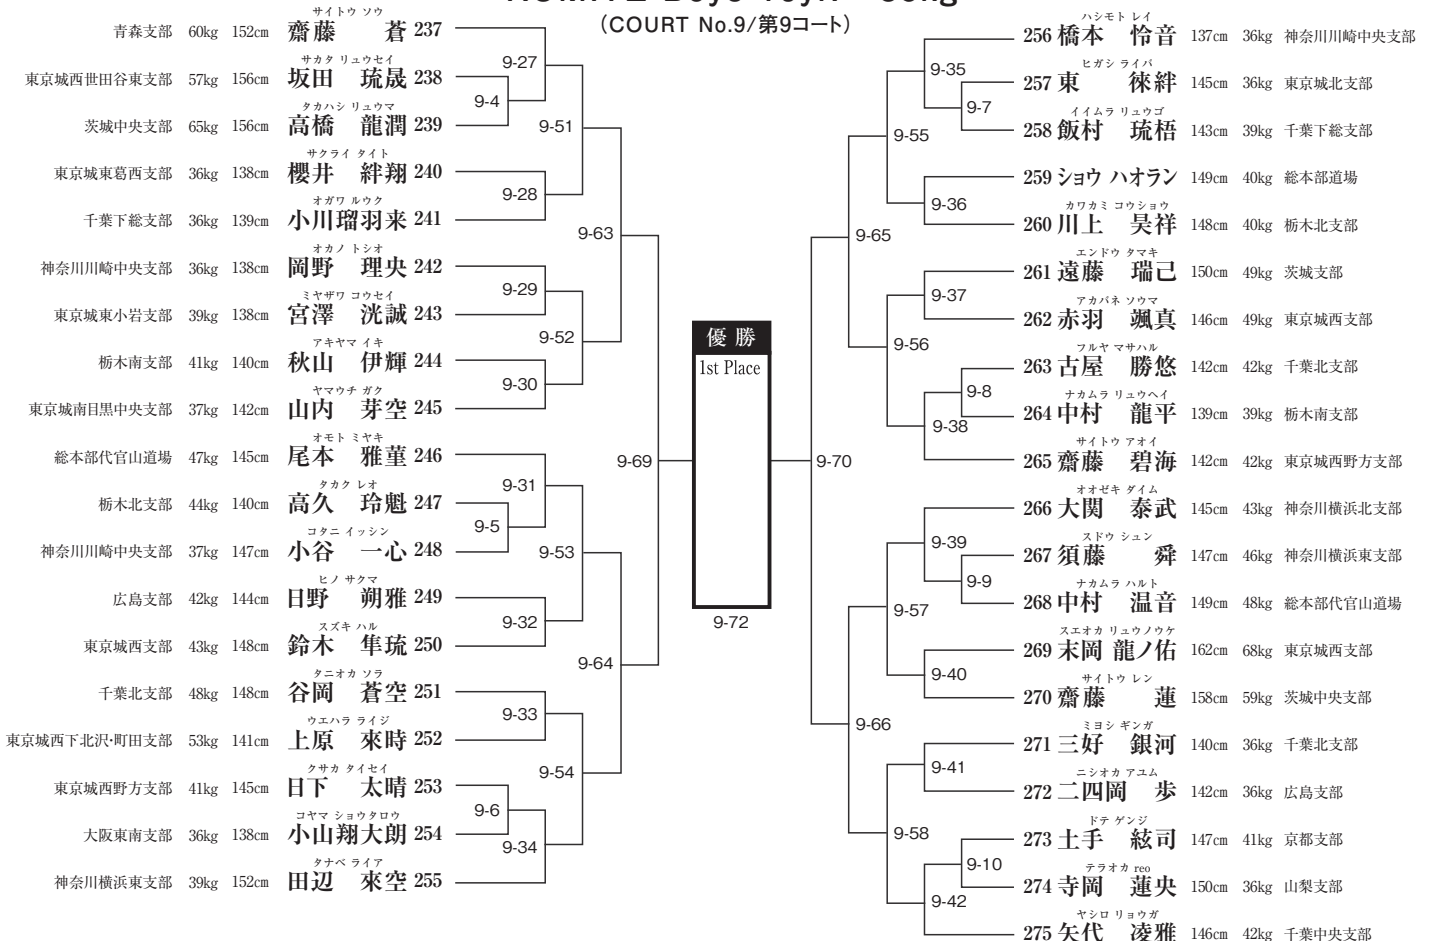 (COURT No.9/第9コート)
サイトウ ソウ
青森支部 60kg 152cm 齋藤 蒼 237
サカタ リュウセイ
東京城西世田谷東支部 57kg 156cm 坂田 琉晟 238
タカハシ リュウマ
茨城中央支部 65kg 156cm 高橋 龍潤 239
サクライ タイト
東京城東葛西支部 36kg 138cm 櫻井 絆翔 240
オガワ ルウク
千葉下総支部 36kg 139cm 小川瑠羽来 241
オカノ トシオ
神奈川川崎中央支部 36kg 138cm 岡野 理央 242
ミヤザワ コウセイ
東京城東小岩支部 39kg 138cm 宮澤 洸誠 243
アキヤマ イキ
栃木南支部 41kg 140cm 秋山 伊輝 244
ヤマウチ ガク
東京城南目黒中央支部 37kg 142cm 山内 芽空 245
オモト ミヤキ
総本部代官山道場 47kg 145cm 尾本 雅菫 246
タカク レオ
栃木北支部 44kg 140cm 高久 玲魁 247
コタニ イッシン
神奈川川崎中央支部 37kg 147cm 小谷 一心 248
ヒノ サクマ
広島支部 42kg 144cm 日野 朔雅 249
スズキ ハル
東京城西支部 43kg 148cm 鈴木 隼琉 250
タニオカ ソラ
千葉北支部 48kg 148cm 谷岡 蒼空 251
ウエハラ ライジ
東京城西下北沢・町田支部 53kg 141cm 上原 來時 252
クサカ タイセイ
東京城西野方支部 41kg 145cm 日下 太晴 253
コヤマ ショウタロウ
大阪東南支部 36kg 138cm 小山翔大朗 254
タナベ ライア
神奈川横浜東支部 39kg 152cm 田辺 來空 255
9-27
9-4
9-51
9-28
9-63
9-29
9-52
9-30
9-69
9-31
9-5
9-53
9-32
9-64
9-33
9-54
9-6
9-34
優勝
1st Place
9-72
9-35
9-7
9-55
9-36
9-65
9-37
9-56
9-8
9-38
9-70
9-39
9-9
9-57
9-40
9-66
9-41
9-58
9-10
9-42
ハシモト レイ
256 橋本 怜音 137cm 36kg 神奈川川崎中央支部
ヒガシ ライバ
257 東 徠絆 145cm 36kg 東京城北支部
イイムラ リュウゴ
258 飯村 琉梧 143cm 39kg 千葉下総支部
259 ショウ ハオラン 149cm 40kg 総本部道場
カワカミ コウショウ
260 川上 昊祥 148cm 40kg 栃木北支部
エンドウ タマキ
261 遠藤 瑞己 150cm 49kg 茨城支部
アカバネ ソウマ
262 赤羽 颯真 146cm 49kg 東京城西支部
フルヤ マサハル
263 古屋 勝悠 142cm 42kg 千葉北支部
ナカムラ リュウヘイ
264 中村 龍平 139cm 39kg 栃木南支部
サイトウ アオイ
265 齋藤 碧海 142cm 42kg 東京城西野方支部
オオゼキ ダイム
266 大関 泰武 145cm 43kg 神奈川横浜北支部
スドウ シュン
267 須藤 舜 147cm 46kg 神奈川横浜東支部
ナカムラ ハルト
268 中村 温音 149cm 48kg 総本部代官山道場
スエオカ リュウノウケ
269 末岡 龍ノ佑 162cm 68kg 東京城西支部
サイトウ レン
270 齋藤 蓮 158cm 59kg 茨城中央支部
ミヨシ ギンガ
271 三好 銀河 140cm 36kg 千葉北支部
ニシオカ アユム
272 二四岡 歩 142cm 36kg 広島支部
ドテ ゲンジ
273 土手 絃司 147cm 41kg 京都支部
テラオカ reo
274 寺岡 蓮央 150cm 36kg 山梨支部
ヤシロ リョウガ
275 矢代 凌雅 146cm 42kg 千葉中央支部